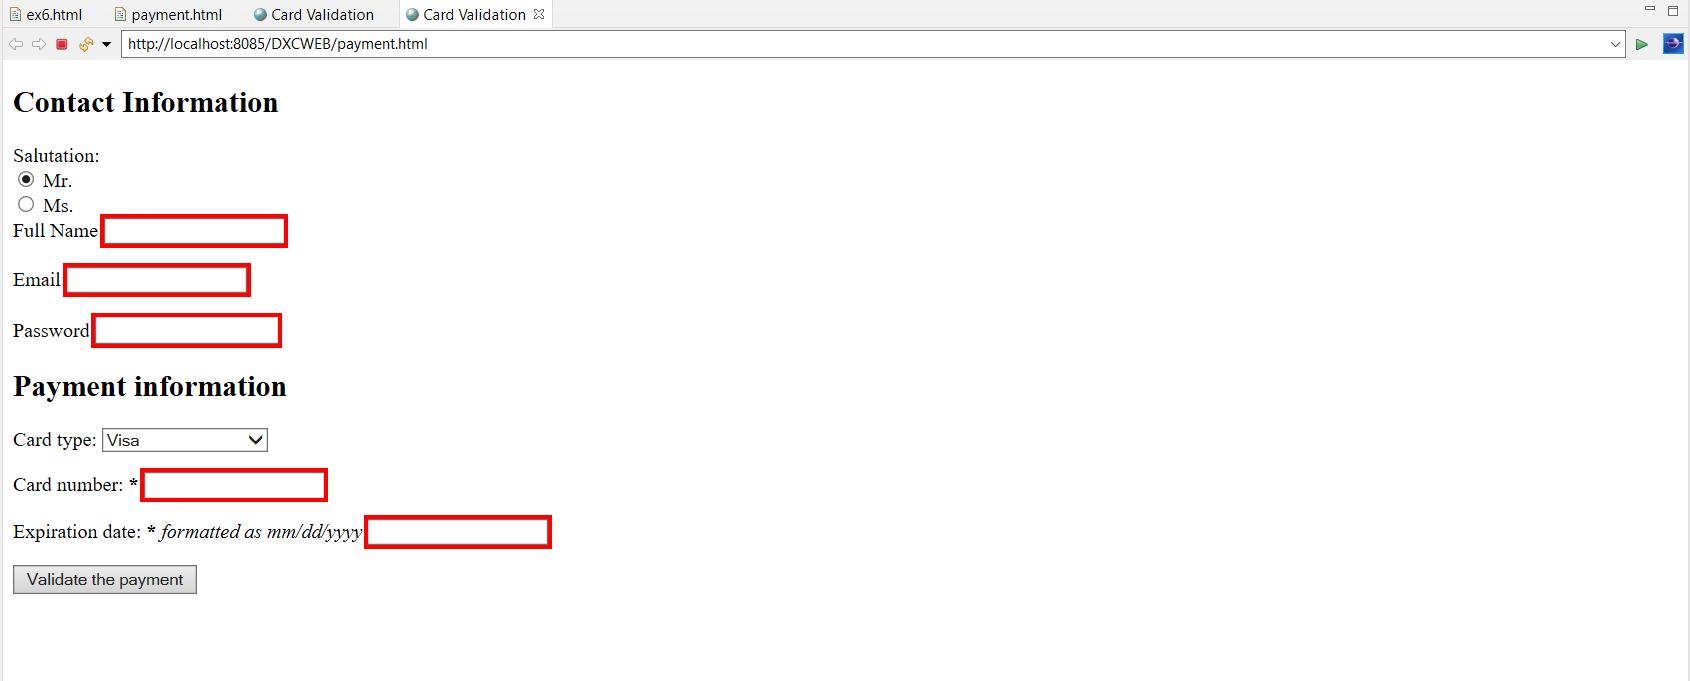 ex6.html payment.html Card Validation Card Validation
http://localhost:8085/DXCWEB/payment.html
Contact Information
Salutation:
Mr.
Ms.
Full Name
Email
Password
Payment information
Card type: Visa
Card number: *
Expiration date: * formatted as mm/dd/yyyy
Validate the payment